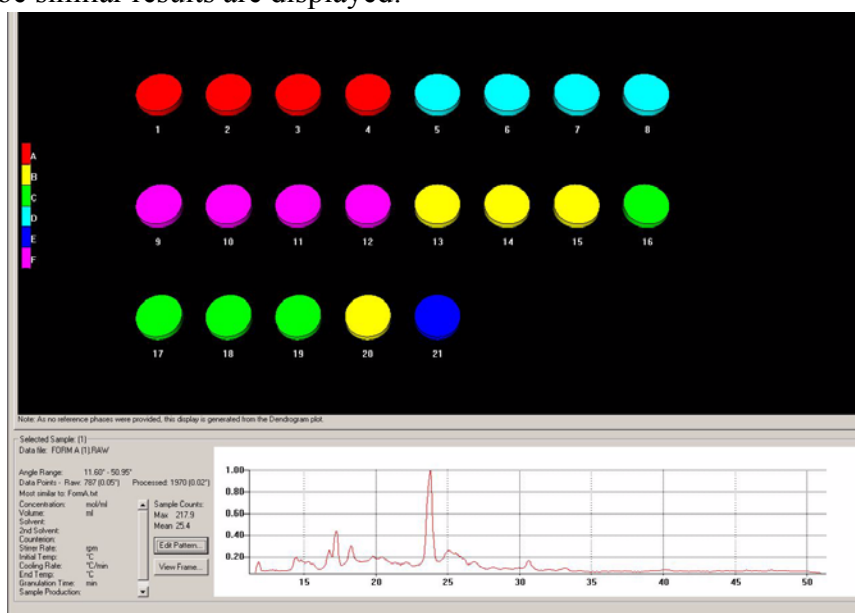 be similar results are displayed.
1 2 3 4 5 6 7 8
A
B
C
D
E
F
9 10 11 12 13 14 15 16
17 18 19 20 21
Note: As no reference phases were provided, this display is generated from the Dendrogram plot.
Selected Sample: (1)
Data file: FORM A (1).RAW
Angle Range: 11.60° - 50.95°
Data Points - Raw: 787 (0.05°) Processed: 1970 (0.02°)
Most similar to: FormA.txt
Concentration: mol/ml
Volume: ml
Solvent:
2nd Solvent:
Counterion:
Stirrer Rate: rpm
Initial Temp: °C
Cooling Rate: °C/min
End Temp: °C
Granulation Time: min
Sample Production:
Sample Counts:
Max 217.9
Mean 25.4
Edit Pattern...
View Frame...
1.00
0.80
0.60
0.40
0.20
15 20 25 30 35 40 45 50